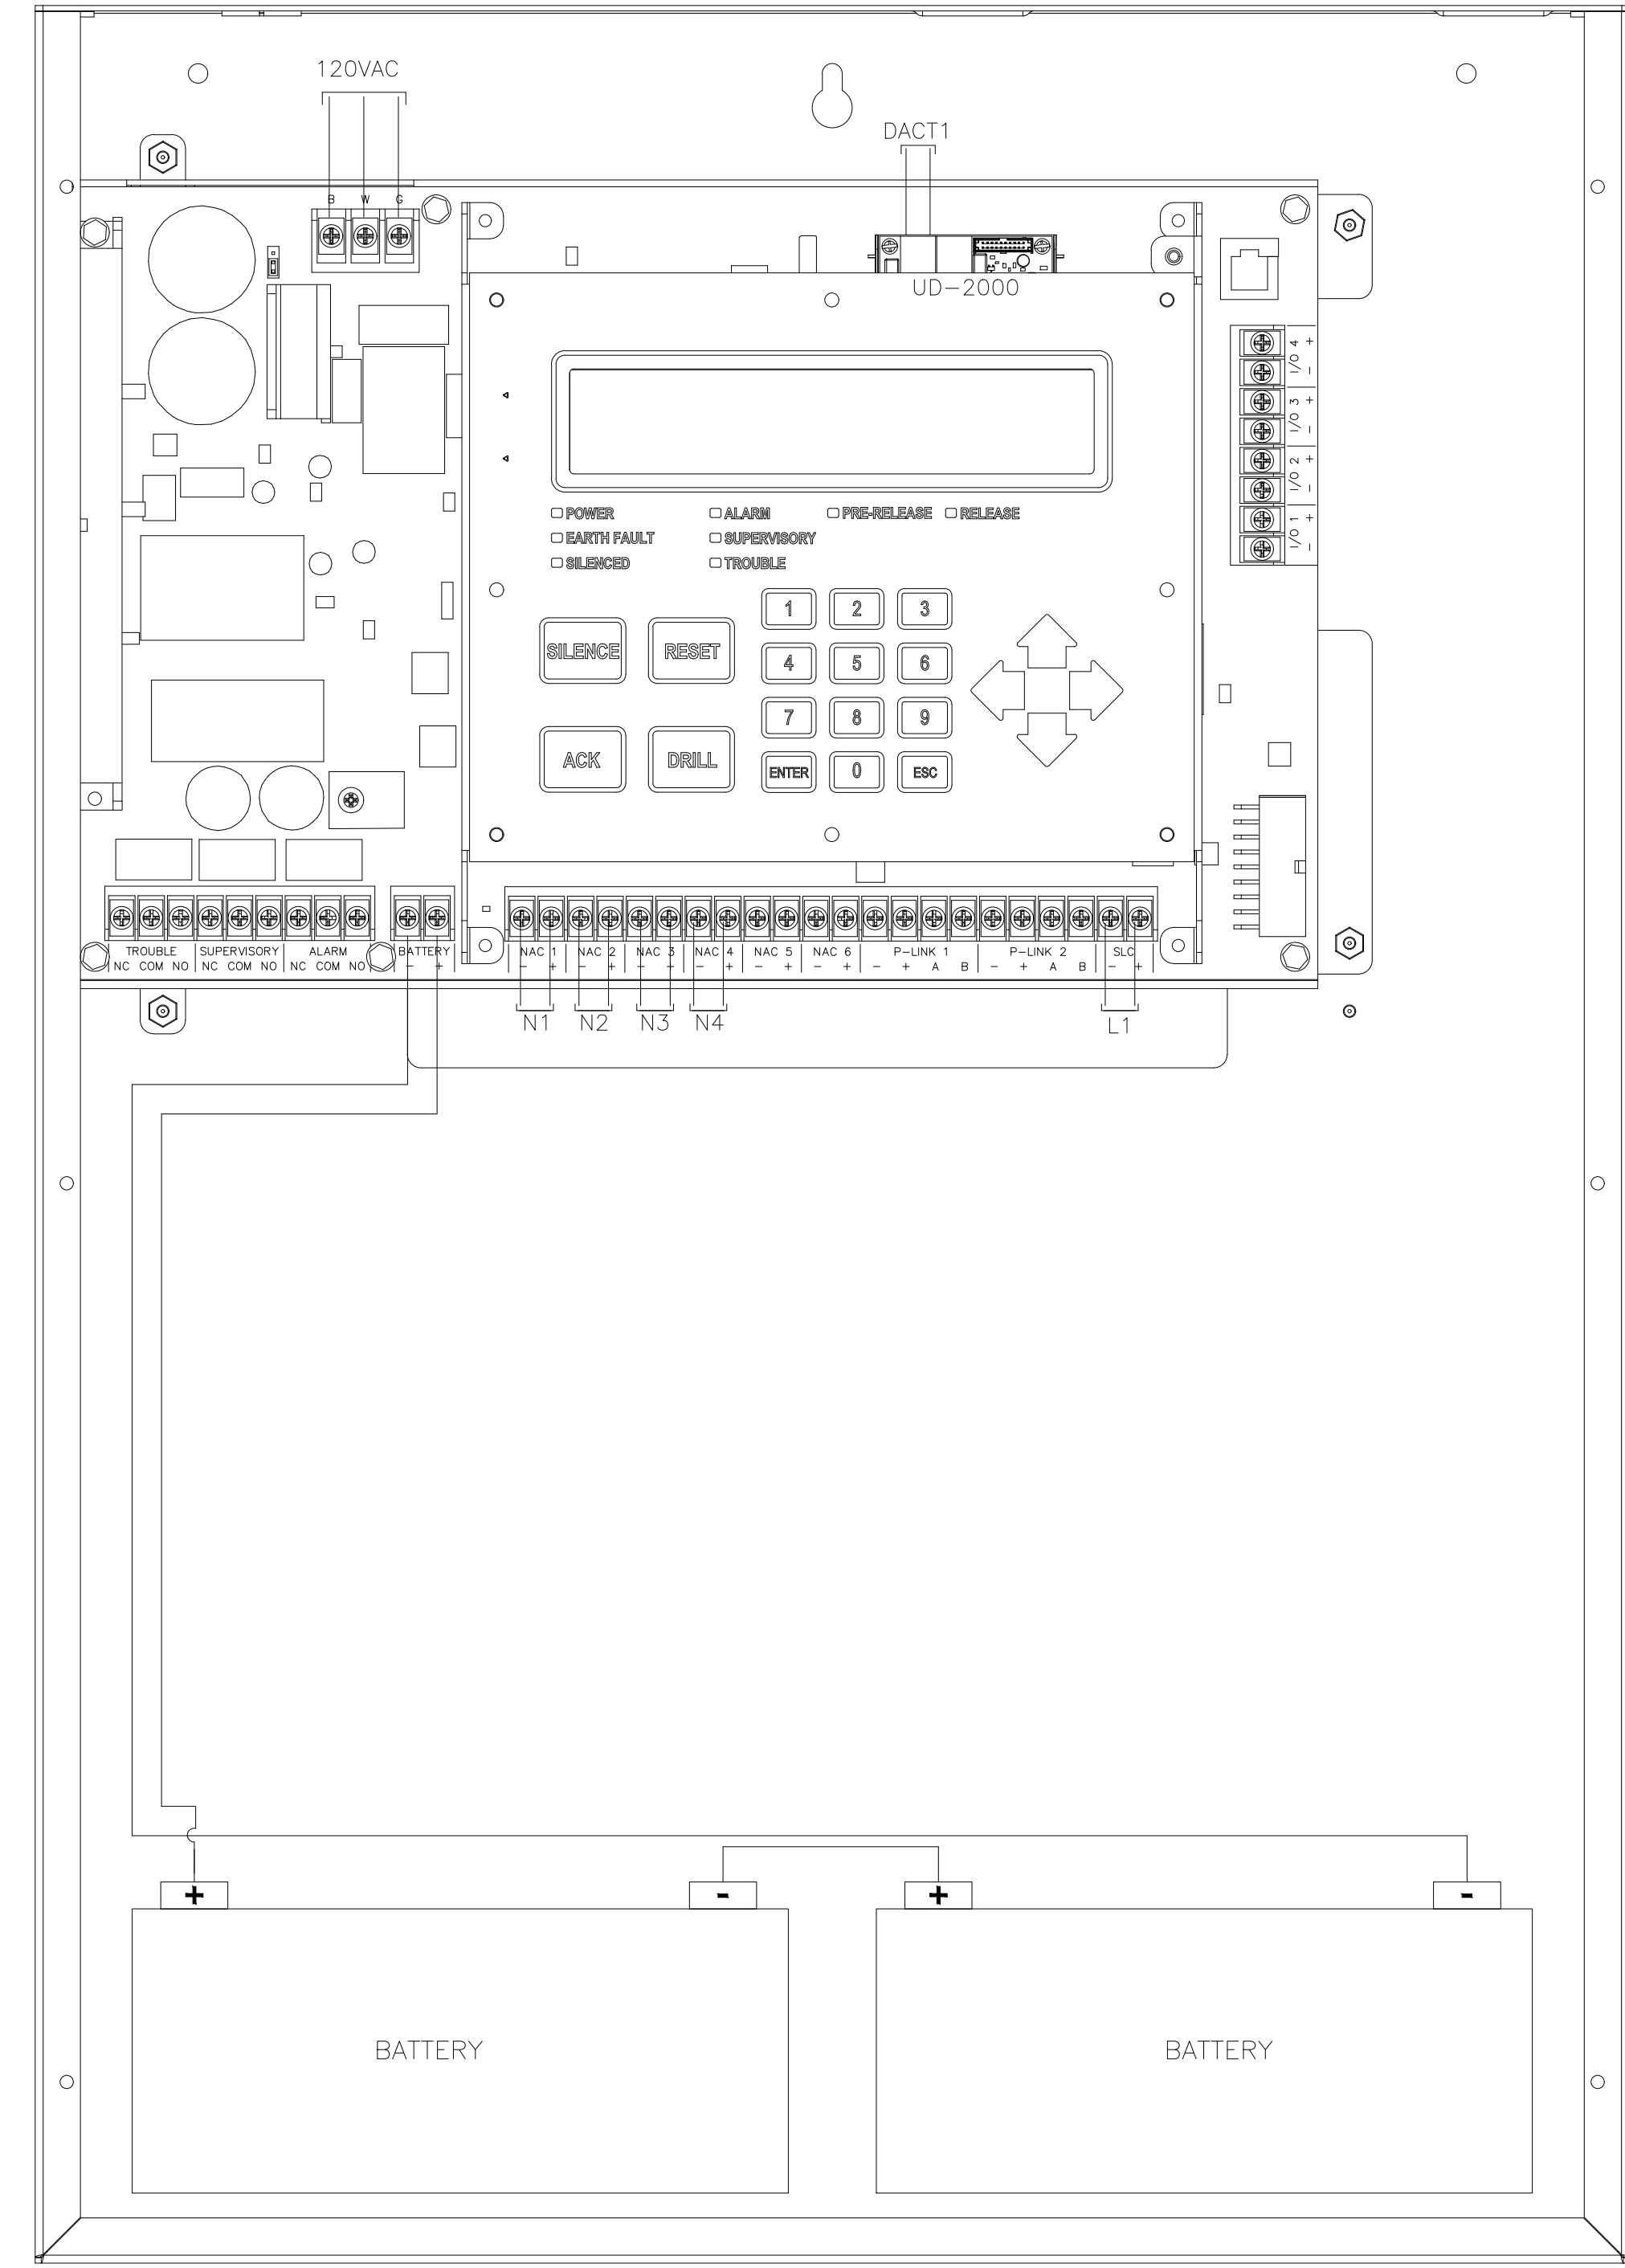 120VAC
DACT1
B W G
UD-2000
I/O 4 + -
I/O 3 + -
I/O 2 + -
I/O 1 + -
POWER ALARM PRE-RELEASE RELEASE
EARTH FAULT SUPERVISORY
SILENCED TROUBLE
1 2 3
SILENCE RESET
4 5 6
7 8 9
ACK DRILL
ENTER 0 ESC
TROUBLE SUPERVISORY ALARM BATTERY NAC 1 NAC 2 NAC 3 NAC 4 NAC 5 NAC 6 P-LINK 1 P-LINK 2 SLC
NC COM NO NC COM NO NC COM NO - + - + - + - - - + - + - + - + A B - + A B - +
N1 N2 N3 N4 L1
+ - + -
BATTERY BATTERY